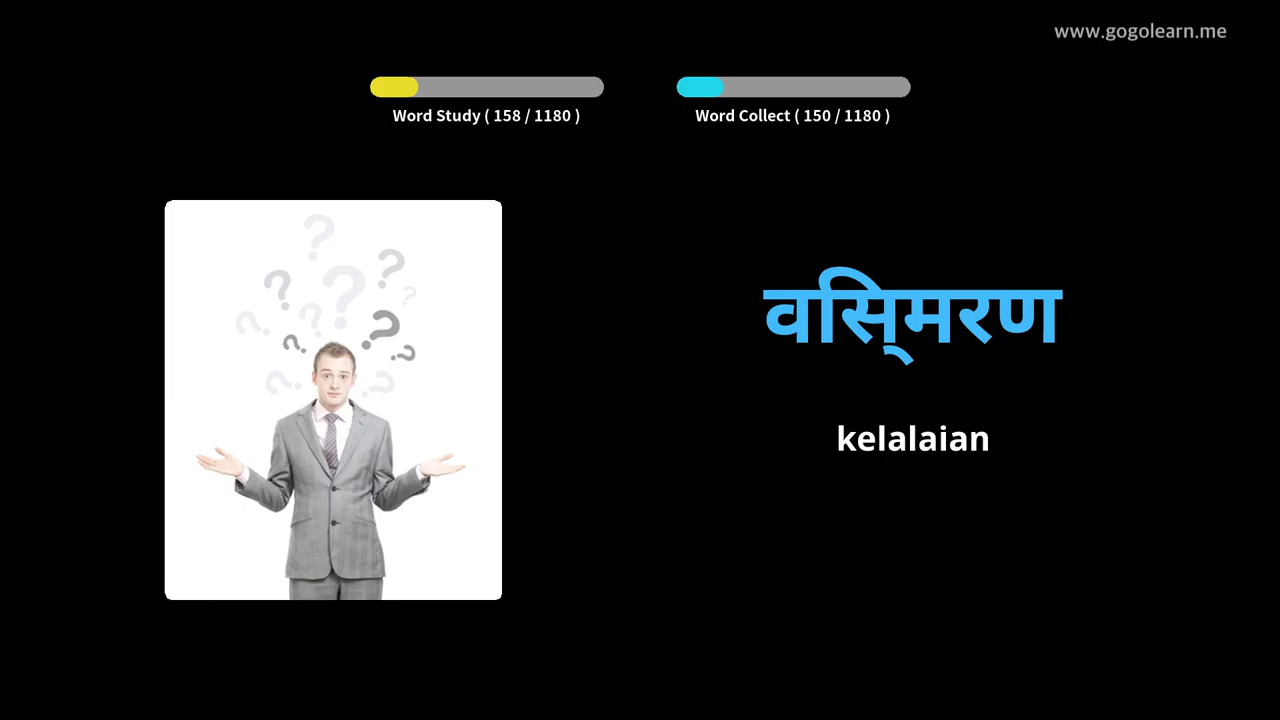 www.gogolearn.me
Word Study ( 158 / 1180 )
Word Collect ( 150 / 1180 )
विस्मरण
kelalaian